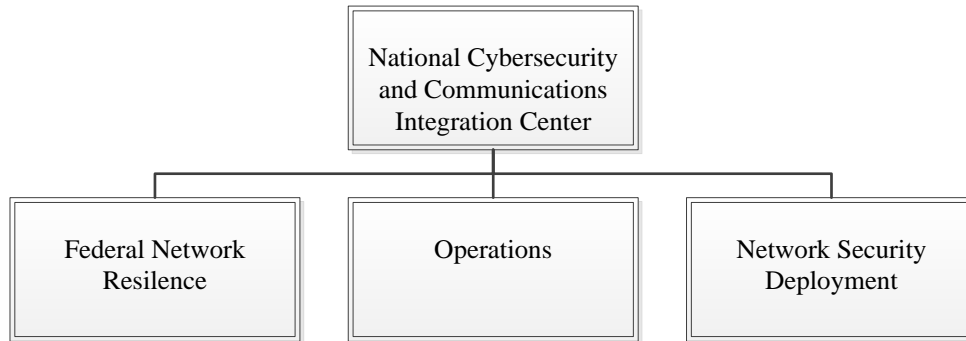 National Cybersecurity
and Communications
Integration Center
Federal Network
Resilence
Operations
Network Security
Deployment